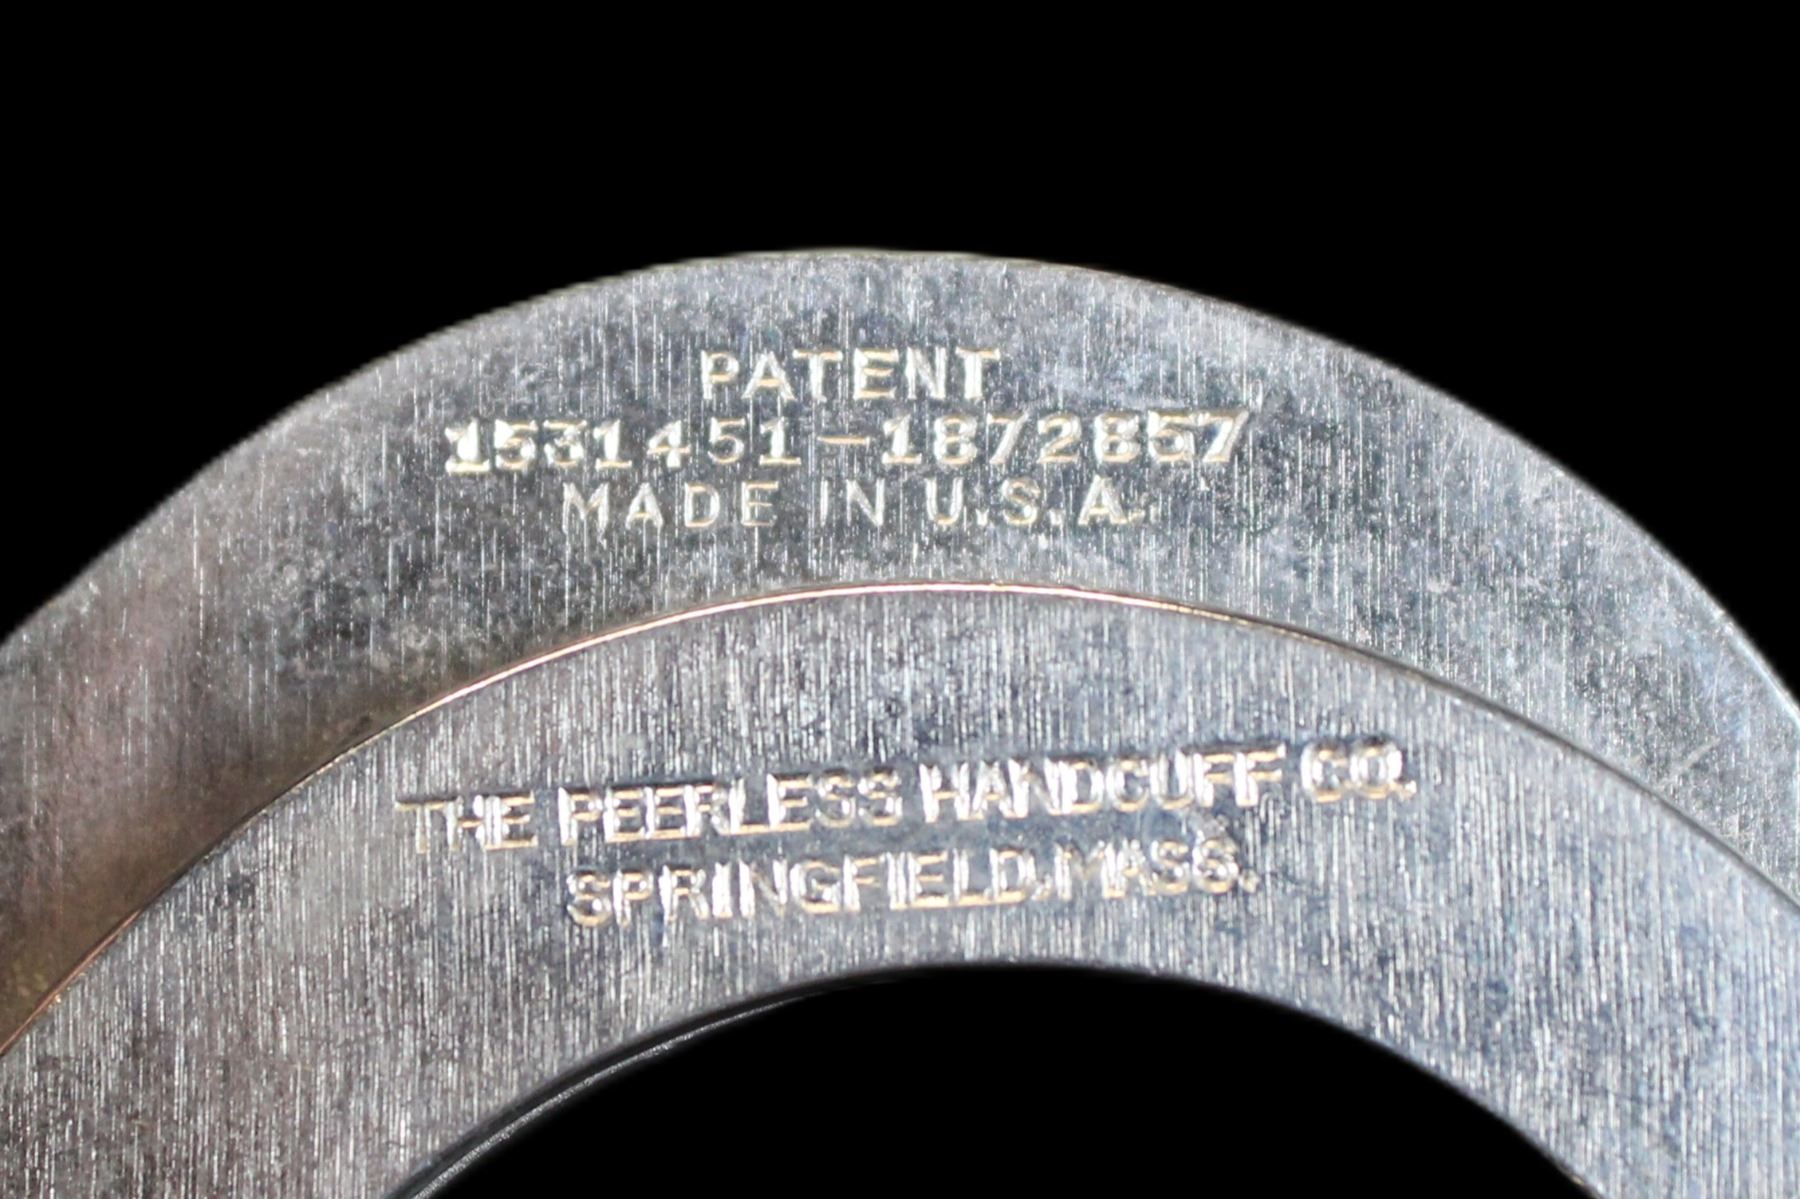 PATENT
1531451-1872857
MADE IN U.S.A.
THE PEERLESS HANDCUFF CO.
SPRINGFIELD.MASS.